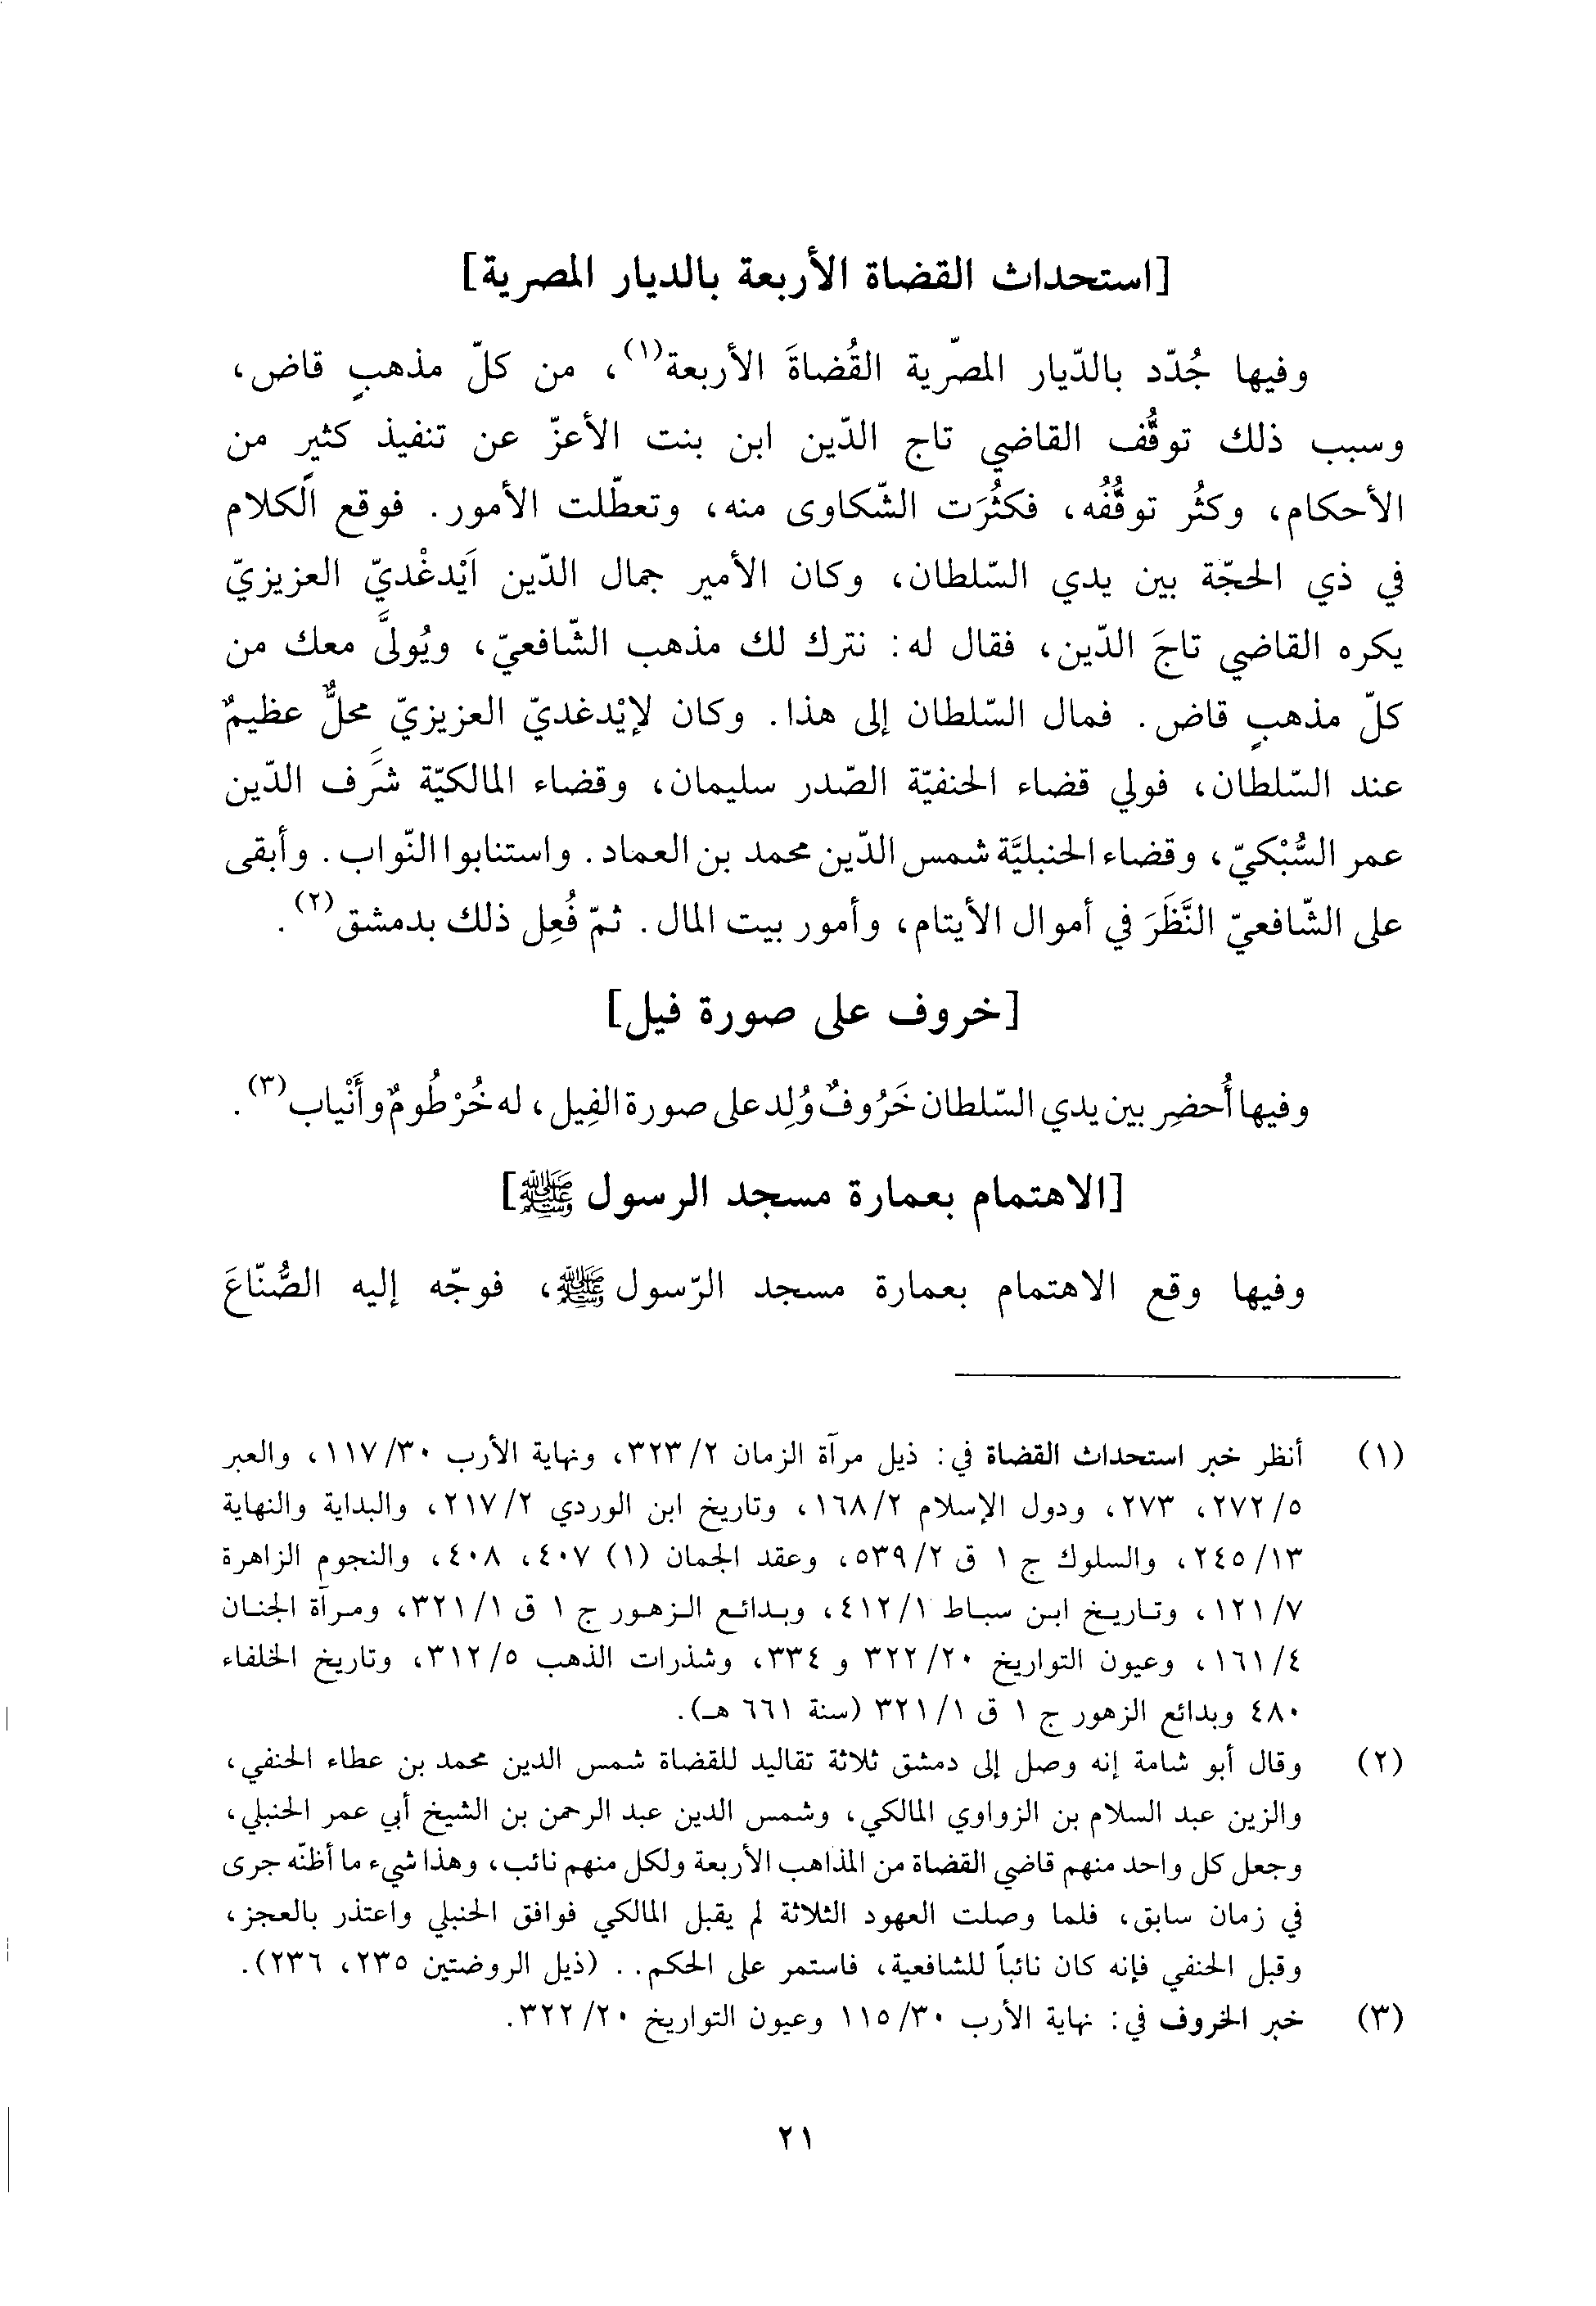 [استحداث القضاة الأربعة بالديار المصرية]
وفيها جُدّد بالدّيار المصّرية القُضاةَ الأربعة(١)، من كلّ مذهبٍ قاض،
وسبب ذلك توقُّف القاضي تاج الدّين ابن بنت الأعزّ عن تنفيذ كثيرٍ من
الأحكام، وكثُر توقُّفُه، فكثُرَت الشّكاوى منه، وتعطّلت الأمور. فوقع الكلام
في ذي الحجّة بين يدي السّلطان، وكان الأمير جمال الدّين اَيْدغْديّ العزيزيّ
يكره القاضي تاجَ الدّين، فقال له: نترك لك مذهب الشّافعيّ، ويُولىَّ معك من
كلّ مذهبٍ قاض. فمال السّلطان إلى هذا. وكان لإيْدغديّ العزيزيّ محلٌّ عظيمٌ
عند السّلطان، فولي قضاء الحنفيّة الصّدر سليمان، وقضاء المالكيّة شَرَف الدّين
عمر السُّبْكيّ، وقضاء الحنبليَّة شمس الدّين محمد بن العماد. واستنابوا النّواب. وأبقى
على الشّافعيّ النَّظَرَ في أموال الأيتام، وأمور بيت المال. ثمّ فُعِل ذلك بدمشق(٢).
[خروف على صورة فيل]
وفيها أُحضِر بين يدي السّلطان خَرُوفٌ وُلِد على صورة الفِيل، له خُرْطُومٌ وأَنْياب(٣).
[الاهتمام بعمارة مسجد الرسول ﷺ]
وفيها وقع الاهتمام بعمارة مسجد الرّسول ﷺ، فوجّه إليه الصُّنّاعَ
(١) أنظر خبر استحداث القضاة في: ذيل مرآة الزمان ٢/ ٣٢٣، ونهاية الأرب ٣٠/ ١١٧، والعبر
٥/ ٢٧٢، ٢٧٣، ودول الإسلام ٢/ ١٦٨، وتاريخ ابن الوردي ٢/ ٢١٧، والبداية والنهاية
١٣/ ٢٤٥، والسلوك ج ١ ق ٢/ ٥٣٩، وعقد الجمان (١) ٤٠٧، ٤٠٨، والنجوم الزاهرة
٧/ ١٢١، وتاريخ ابن سباط ١/ ٤١٢، وبدائع الزهور ج ١ ق ١/ ٣٢١، ومرآة الجنان
٤/ ١٦١، وعيون التواريخ ٢٠/ ٣٢٢ و ٣٣٤، وشذرات الذهب ٥/ ٣١٢، وتاريخ الخلفاء
٤٨٠ وبدائع الزهور ج ١ ق ١/ ٣٢١ (سنة ٦٦١ هـ).
(٢) وقال أبو شامة إنه وصل إلى دمشق ثلاثة تقاليد للقضاة شمس الدين محمد بن عطاء الحنفي،
والزين عبد السلام بن الزواوي المالكي، وشمس الدين عبد الرحمن بن الشيخ أبي عمر الحنبلي،
وجعل كل واحد منهم قاضي القضاة من المذاهب الأربعة ولكل منهم نائب، وهذا شيء ما أظنّه جرى
في زمان سابق، فلما وصلت العهود الثلاثة لم يقبل المالكي فوافق الحنبلي واعتذر بالعجز،
وقبل الحنفي فإنه كان نائباً للشافعية، فاستمر على الحكم.. (ذيل الروضتين ٢٣٥، ٢٣٦).
(٣) خبر الخروف في: نهاية الأرب ٣٠/ ١١٥ وعيون التواريخ ٢٠/ ٣٢٢.
٢١